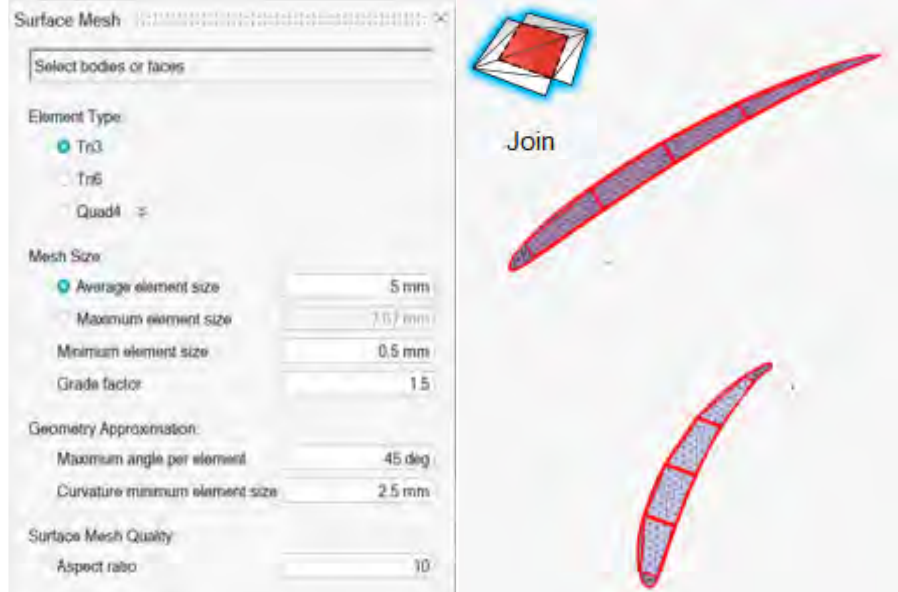 Surface Mesh
Select bodies or faces
Element Type:
Tri3
Tri6
Quad4
Mesh Size:
Average element size 5 mm
Maximum element size
Minimum element size 0.5 mm
Grade factor 1.5
Geometry Approximation:
Maximum angle per element 45 deg
Curvature minimum element size 2.5 mm
Surface Mesh Quality:
Aspect ratio 10
Join